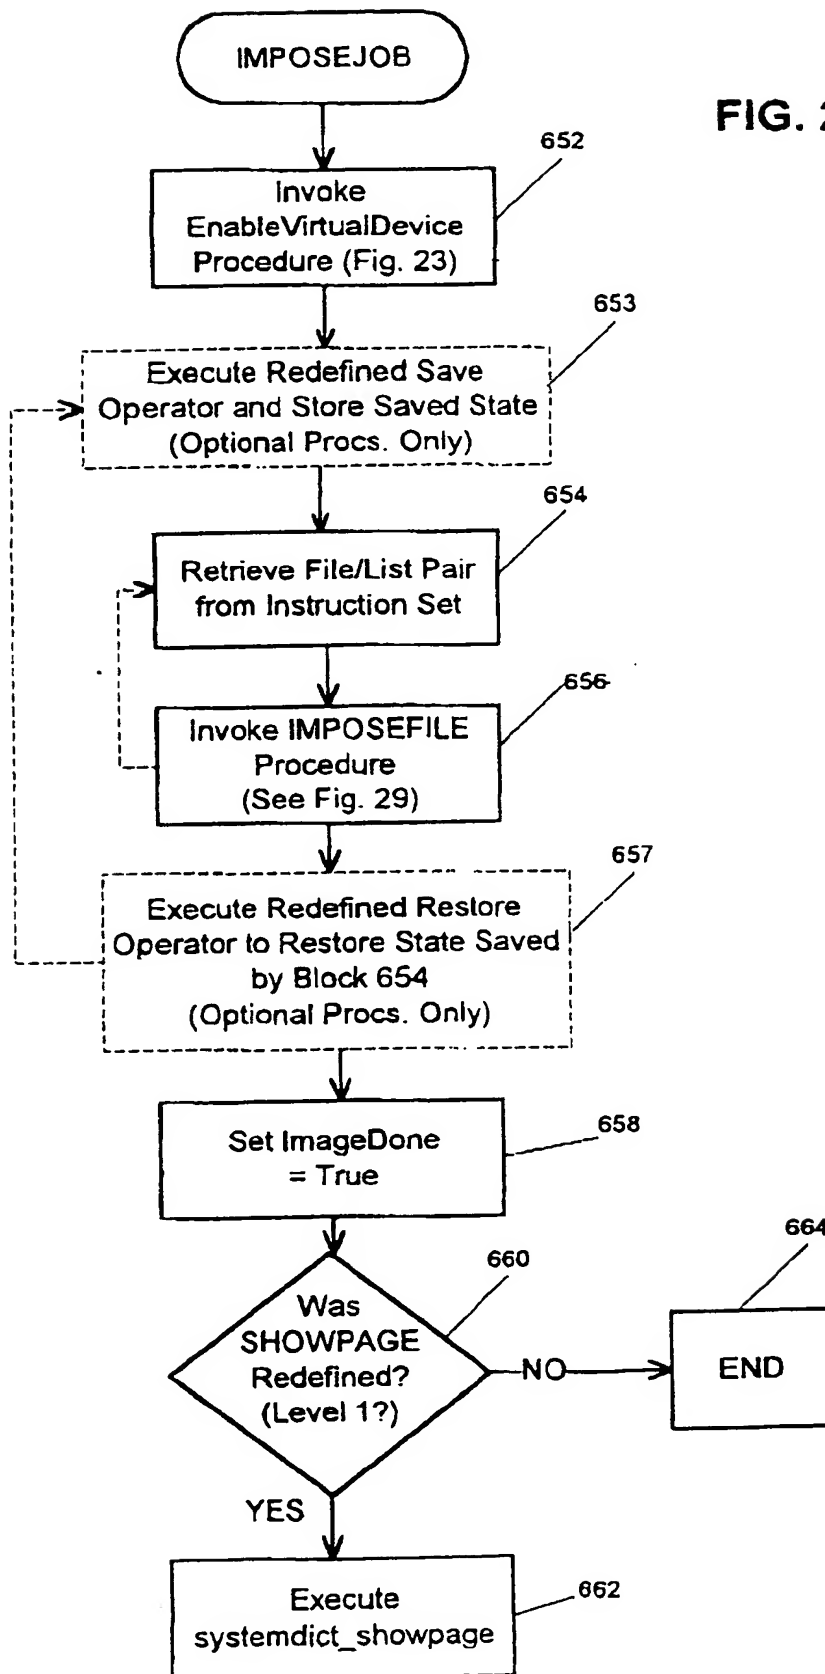 IMPOSEJOB
FIG. 2
652
Invoke
EnableVirtualDevice
Procedure (Fig. 23)
653
Execute Redefined Save
Operator and Store Saved State
(Optional Procs. Only)
654
Retrieve File/List Pair
from Instruction Set
656
Invoke IMPOSEFILE
Procedure
(See Fig. 29)
657
Execute Redefined Restore
Operator to Restore State Saved
by Block 654
(Optional Procs. Only)
658
Set ImageDone
= True
660
Was
SHOWPAGE
Redefined?
(Level 1?)
NO
664
END
YES
662
Execute
systemdict_showpage